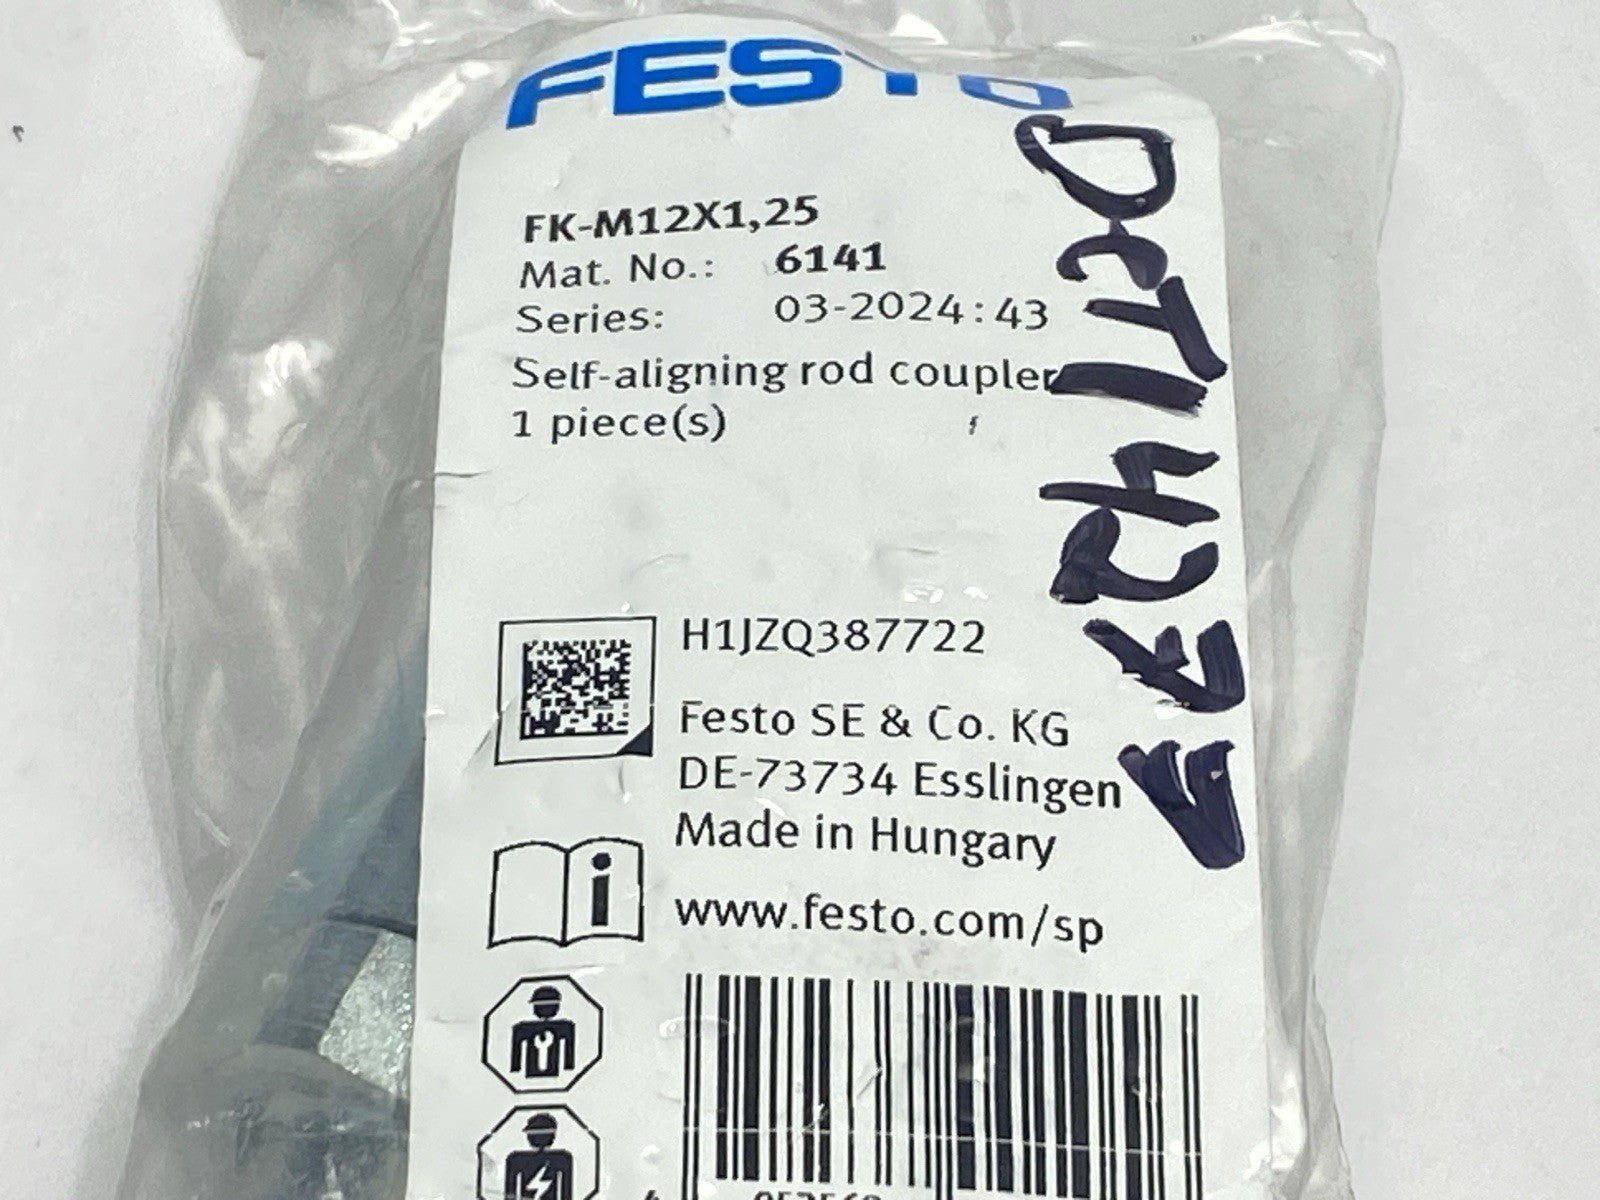 FESTO
FK-M12X1,25
Mat. No.: 6141
Series: 03-2024:43
Self-aligning rod coupler
1 piece(s)
H1JZQ387722
Festo SE & Co. KG
DE-73734 Esslingen
Made in Hungary
www.festo.com/sp